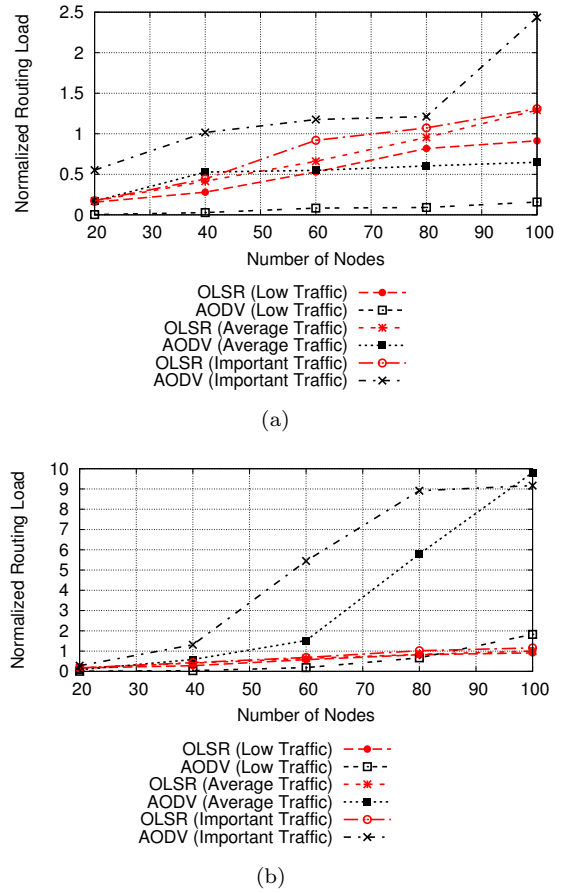 2.5
2
1.5
1
0.5
0
Normalized Routing Load
20 30 40 50 60 70 80 90 100
Number of Nodes
OLSR (Low Traffic)
AODV (Low Traffic)
OLSR (Average Traffic)
AODV (Average Traffic)
OLSR (Important Traffic)
AODV (Important Traffic)
(a)
10
9
8
7
6
5
4
3
2
1
0
Normalized Routing Load
20 30 40 50 60 70 80 90 100
Number of Nodes
OLSR (Low Traffic)
AODV (Low Traffic)
OLSR (Average Traffic)
AODV (Average Traffic)
OLSR (Important Traffic)
AODV (Important Traffic)
(b)